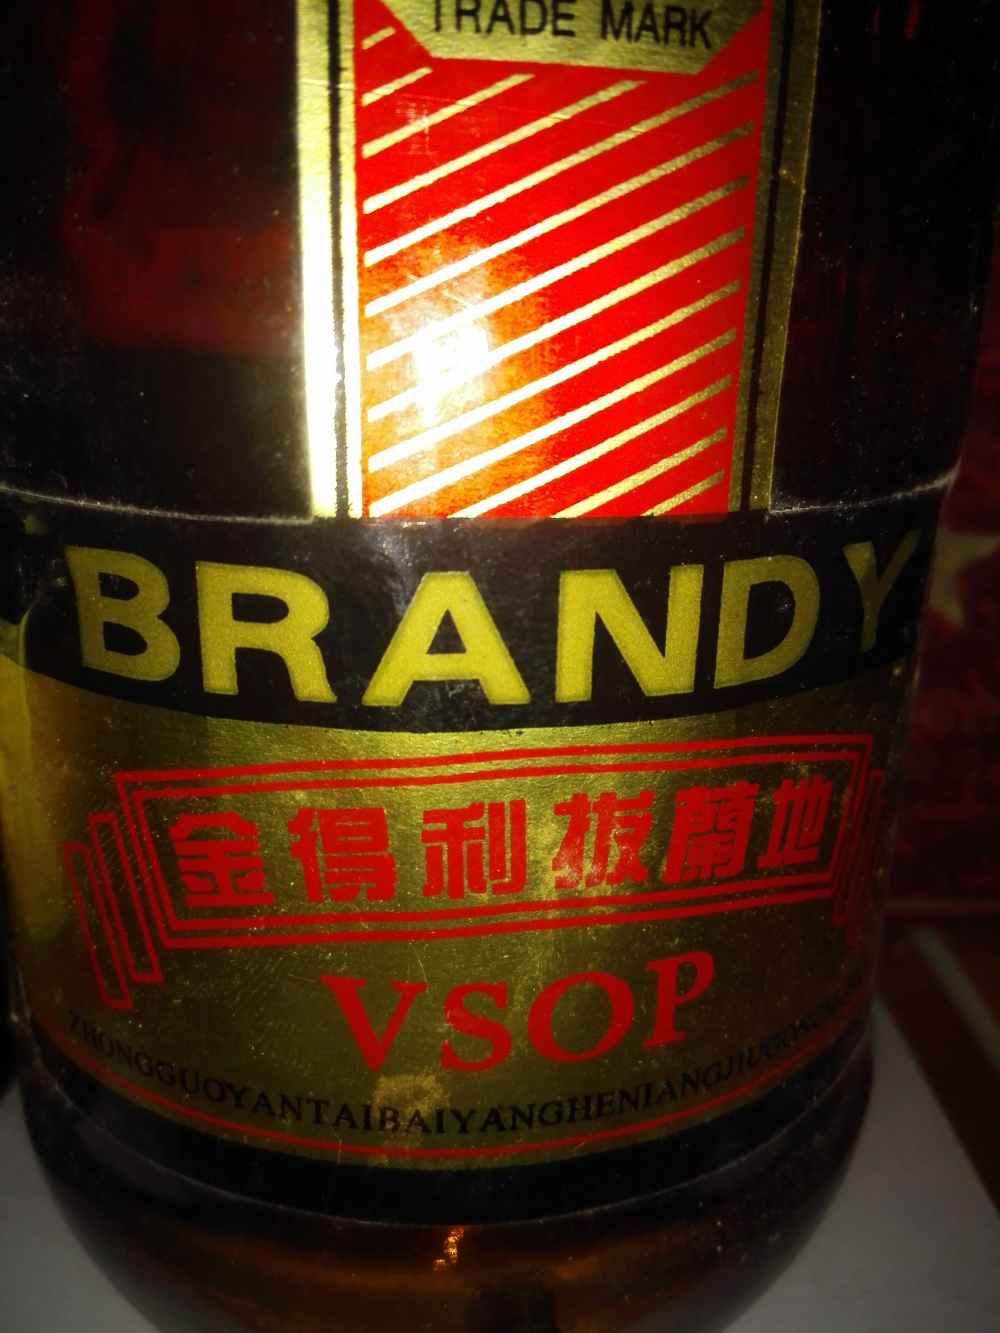 TRADE MARK
BRANDY
金得利拔蘭地
VSOP
ZHONGGUOYANTAIBAIYANGHENIANGJIU